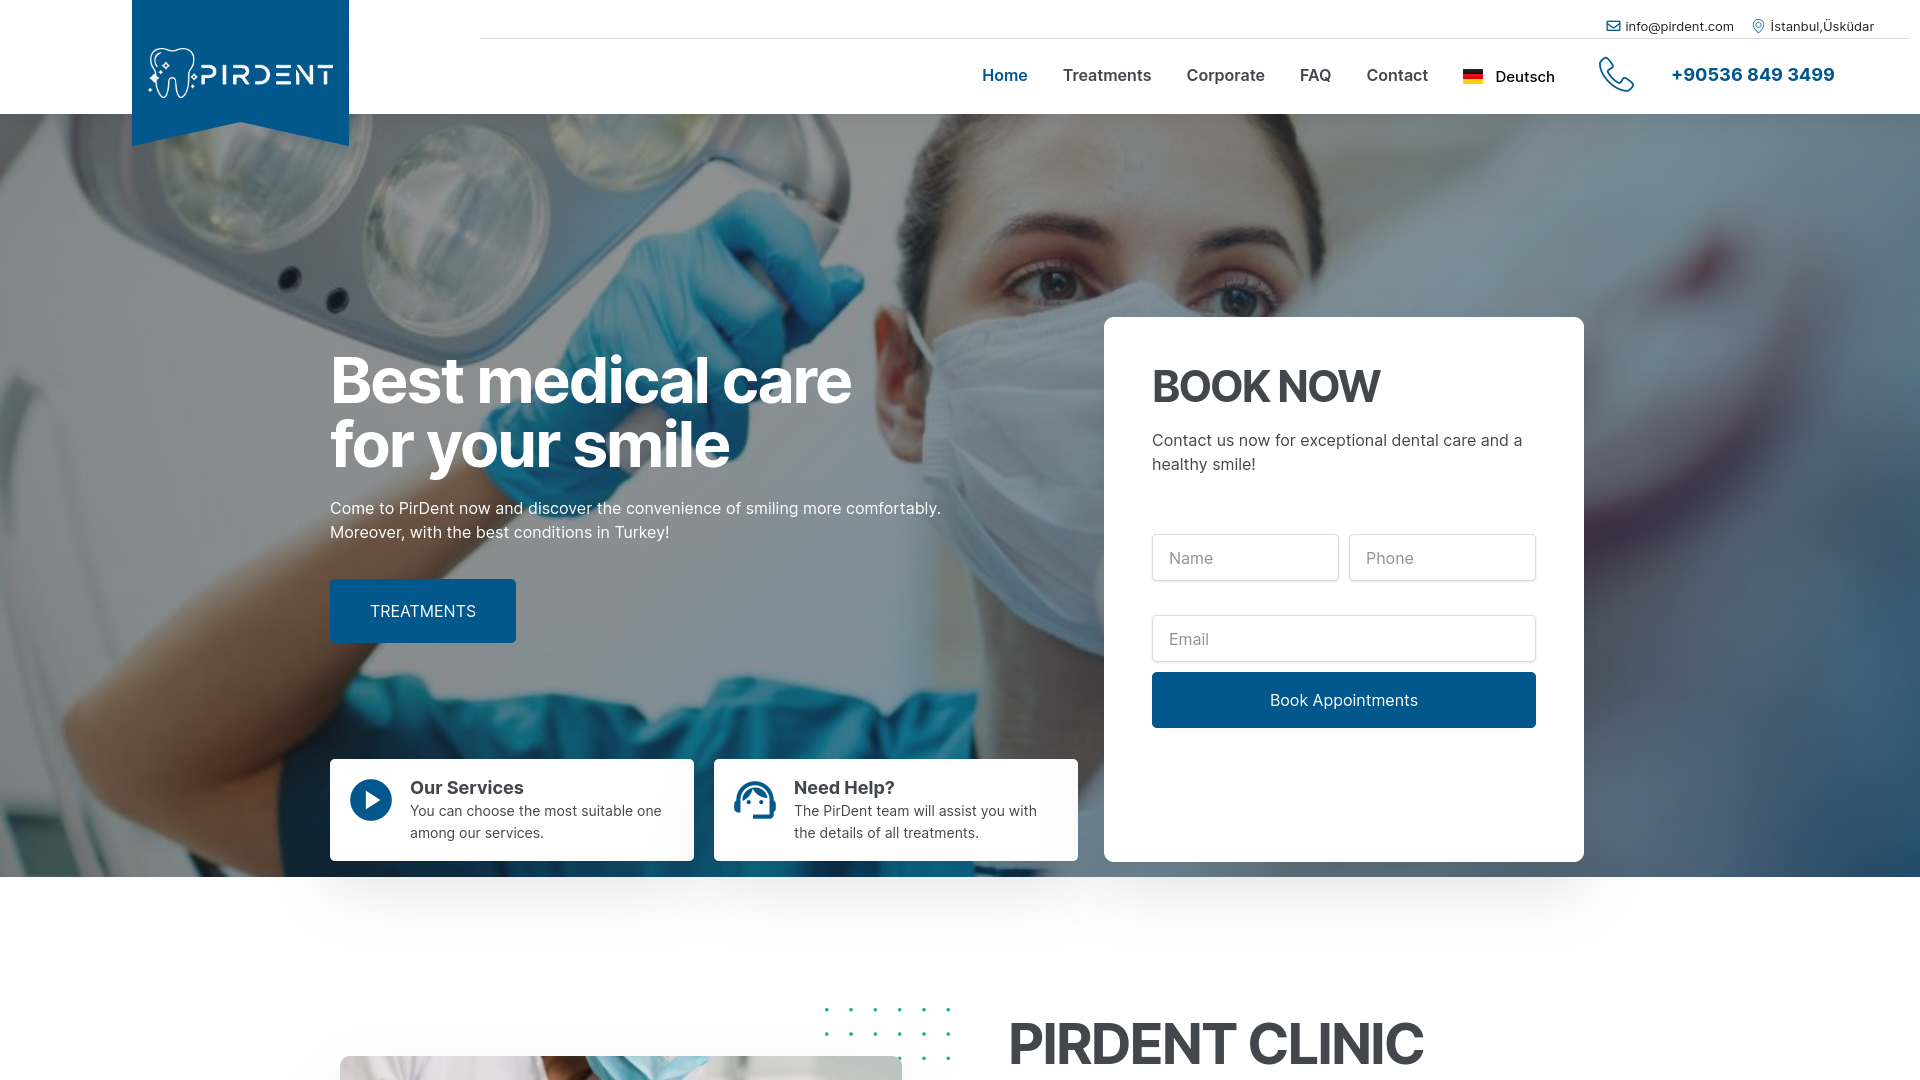 info@pirdent.com
İstanbul,Üsküdar
PIRDENT
Home
Treatments
Corporate
FAQ
Contact
Deutsch
+90536 849 3499
Best medical care
for your smile
Come to PirDent now and discover the convenience of smiling more comfortably.
Moreover, with the best conditions in Turkey!
TREATMENTS
BOOK NOW
Contact us now for exceptional dental care and a
healthy smile!
Name
Phone
Email
Book Appointments
Our Services
You can choose the most suitable one
among our services.
Need Help?
The PirDent team will assist you with
the details of all treatments.
PIRDENT CLINIC